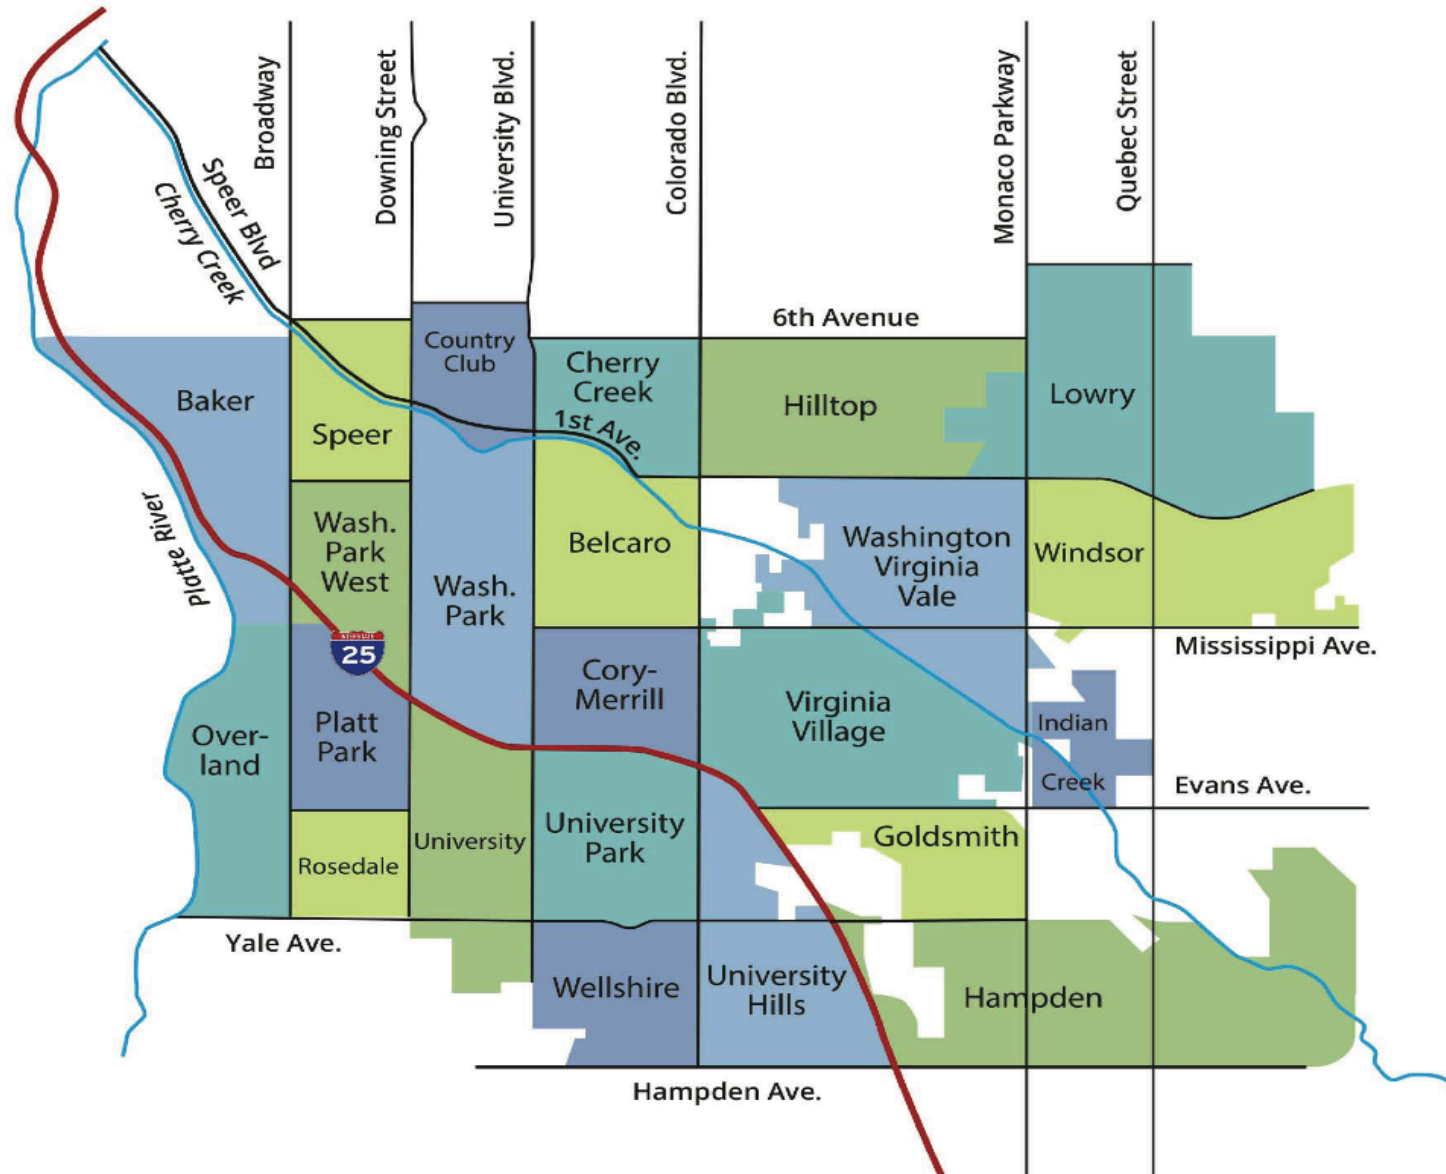 Broadway
Downing Street
University Blvd.
Colorado Blvd.
Monaco Parkway
Quebec Street
Speer Blvd
Cherry Creek
6th Avenue
Country
Club
Cherry
Creek
1st Ave.
Hilltop
Lowry
Baker
Speer
Platte River
Wash.
Park
West
Wash.
Park
Belcaro
Washington
Virginia
Vale
Windsor
Mississippi Ave.
INTERSTATE
25
Over-
land
Platt
Park
Cory-
Merrill
Virginia
Village
Indian
Creek
Evans Ave.
Rosedale
University
University
Park
Goldsmith
Yale Ave.
Wellshire
University
Hills
Hampden
Hampden Ave.